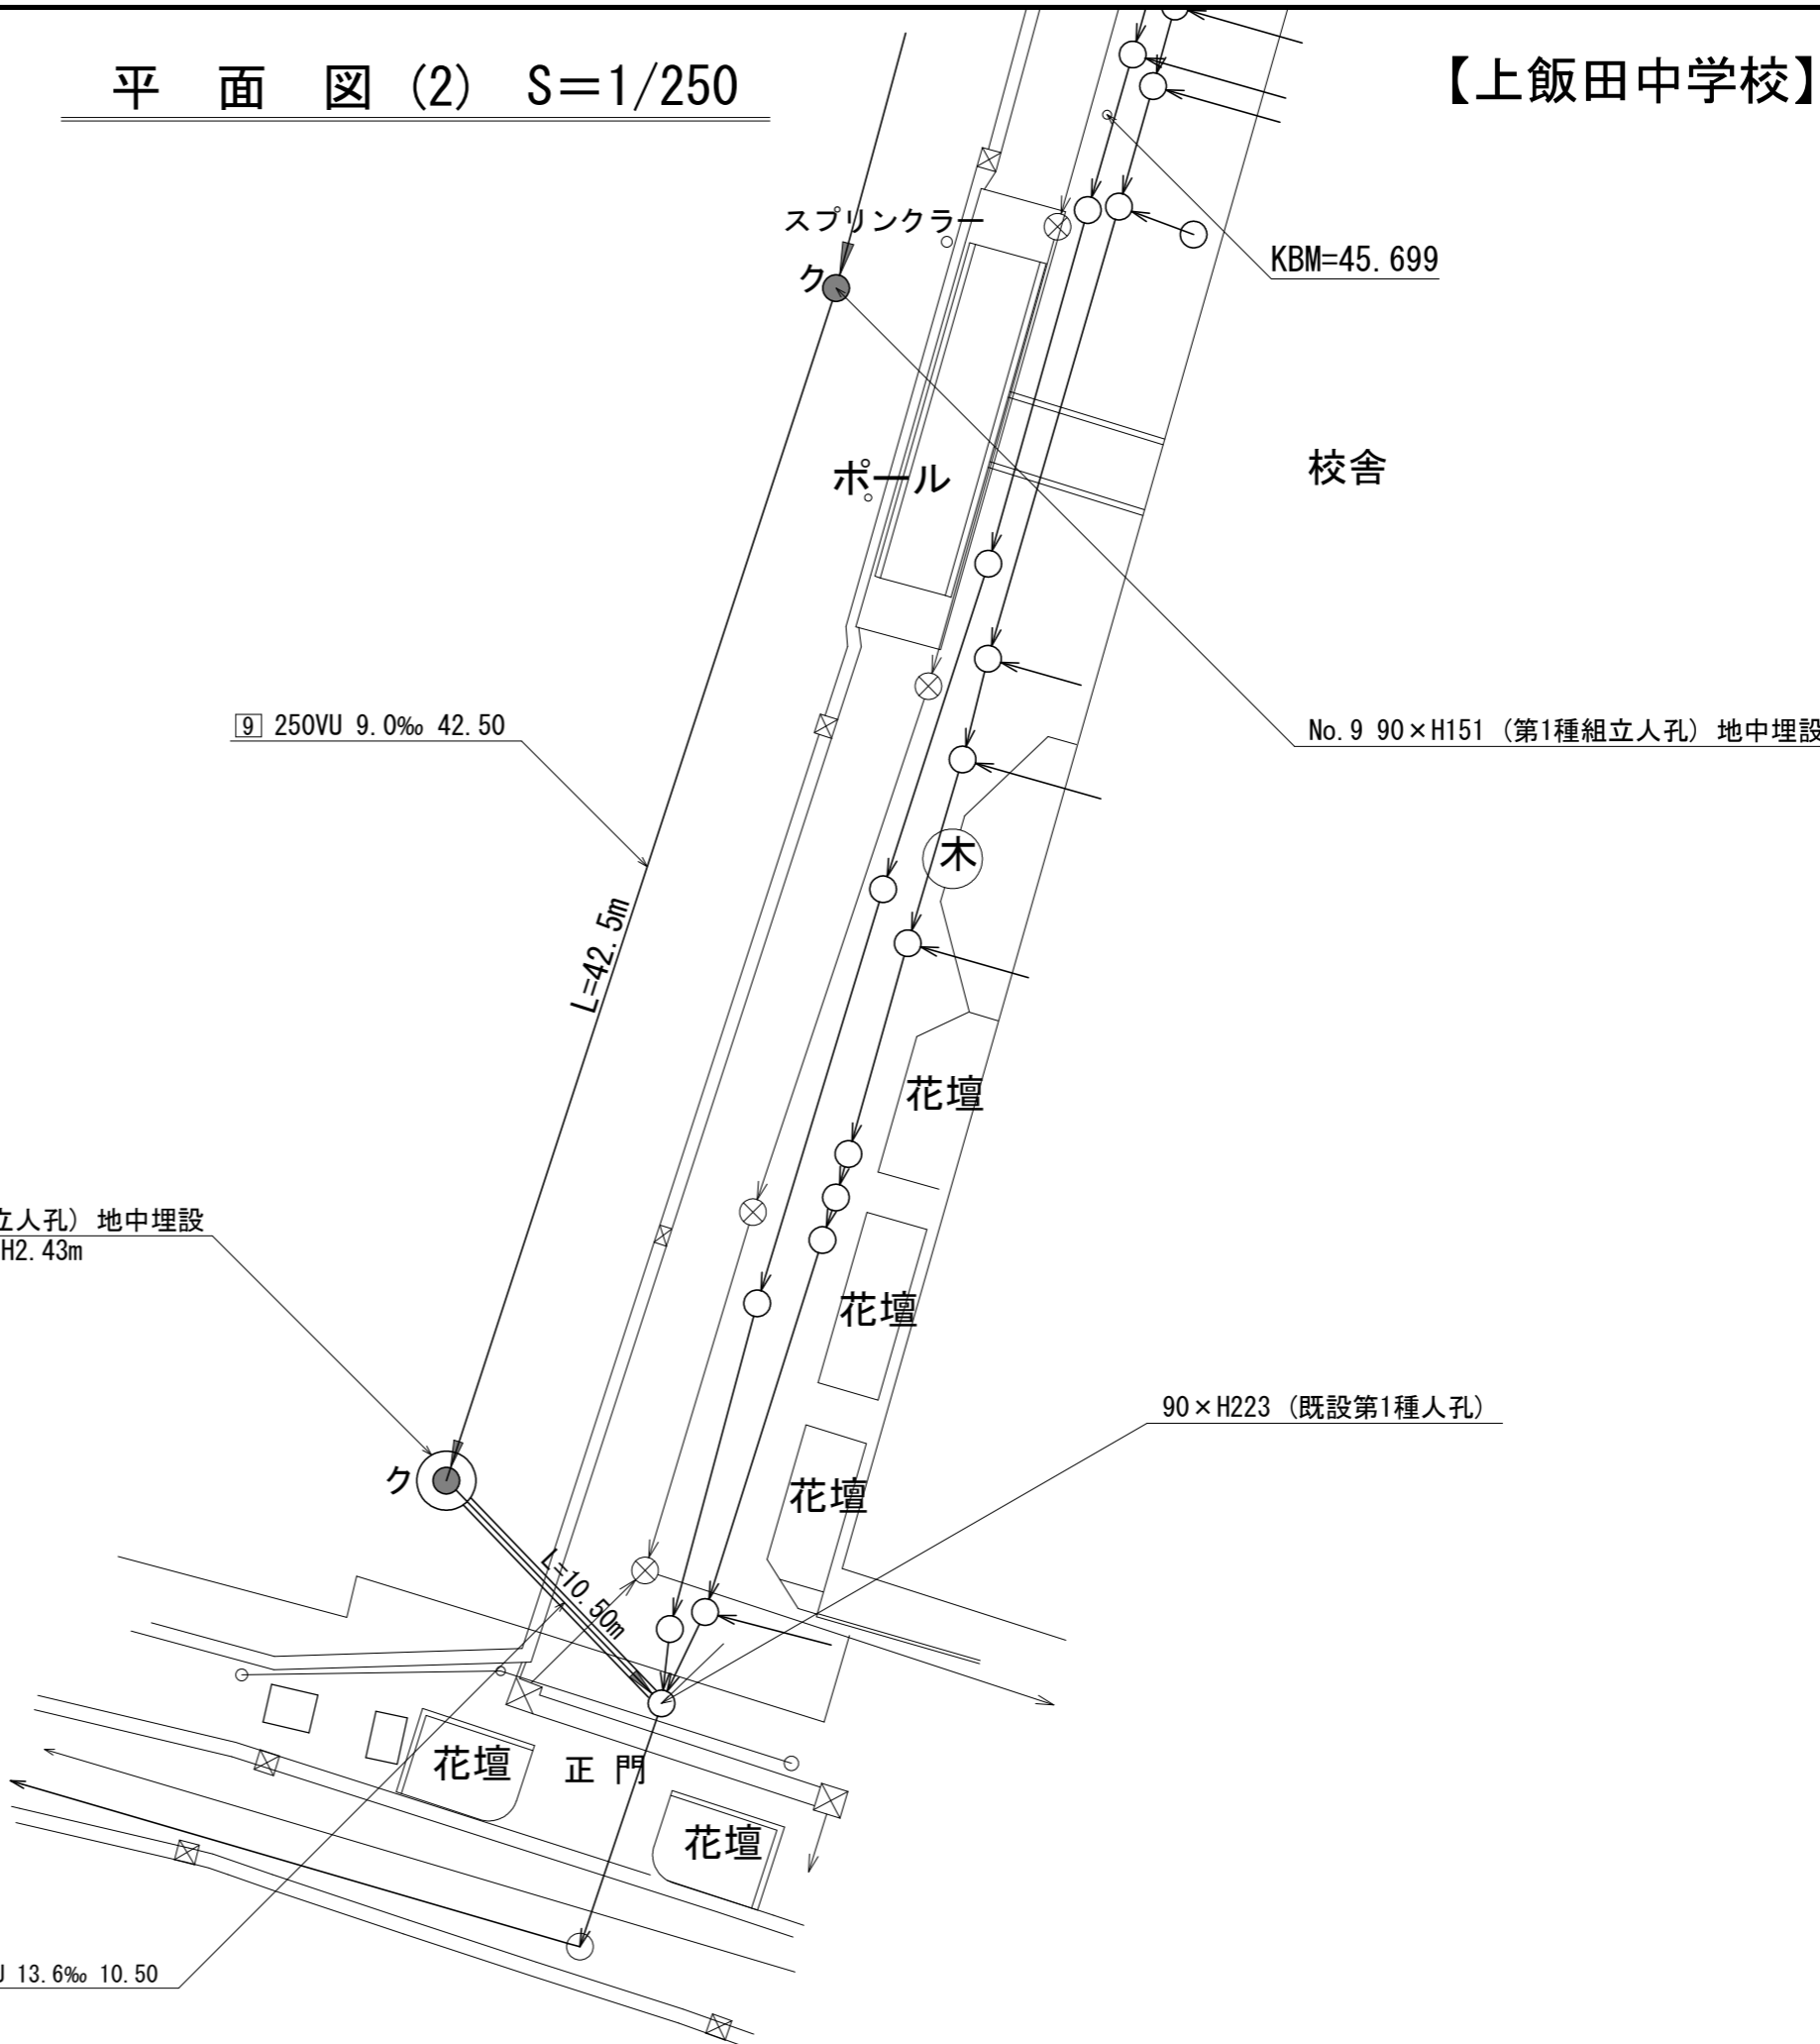 平 面 図 (2) S=1/250
【上飯田中学校】
スプリンクラー
ク
KBM=45.699
ポール
校舎
9 250VU 9.0‰ 42.50
No.9 90×H151 (第1種組立人孔) 地中埋設
木
L=42.5m
花壇
立人孔) 地中埋設
H2.43m
花壇
90×H223 (既設第1種人孔)
ク
花壇
L=10.50m
花壇
正 門
花壇
U 13.6‰ 10.50